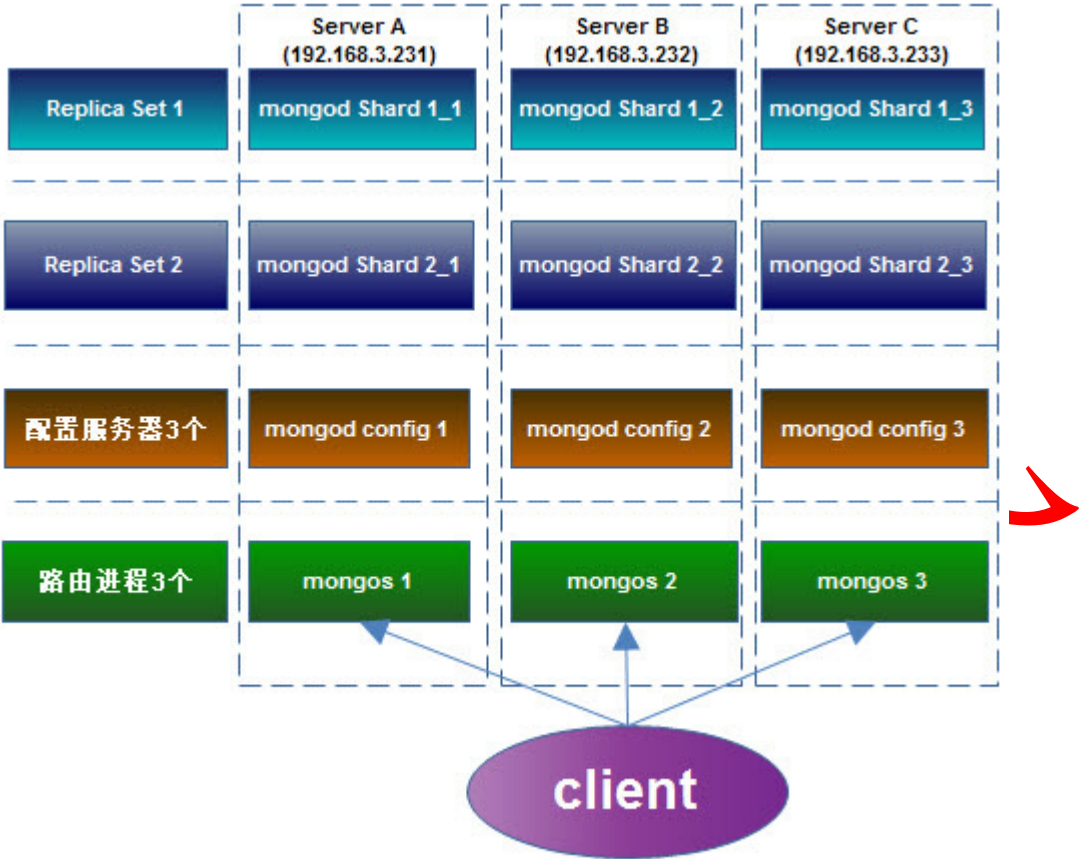 Server A
(192.168.3.231)
Server B
(192.168.3.232)
Server C
(192.168.3.233)
Replica Set 1
mongod Shard 1_1
mongod Shard 1_2
mongod Shard 1_3
Replica Set 2
mongod Shard 2_1
mongod Shard 2_2
mongod Shard 2_3
配置服务器3个
mongod config 1
mongod config 2
mongod config 3
路由进程3个
mongos 1
mongos 2
mongos 3
client